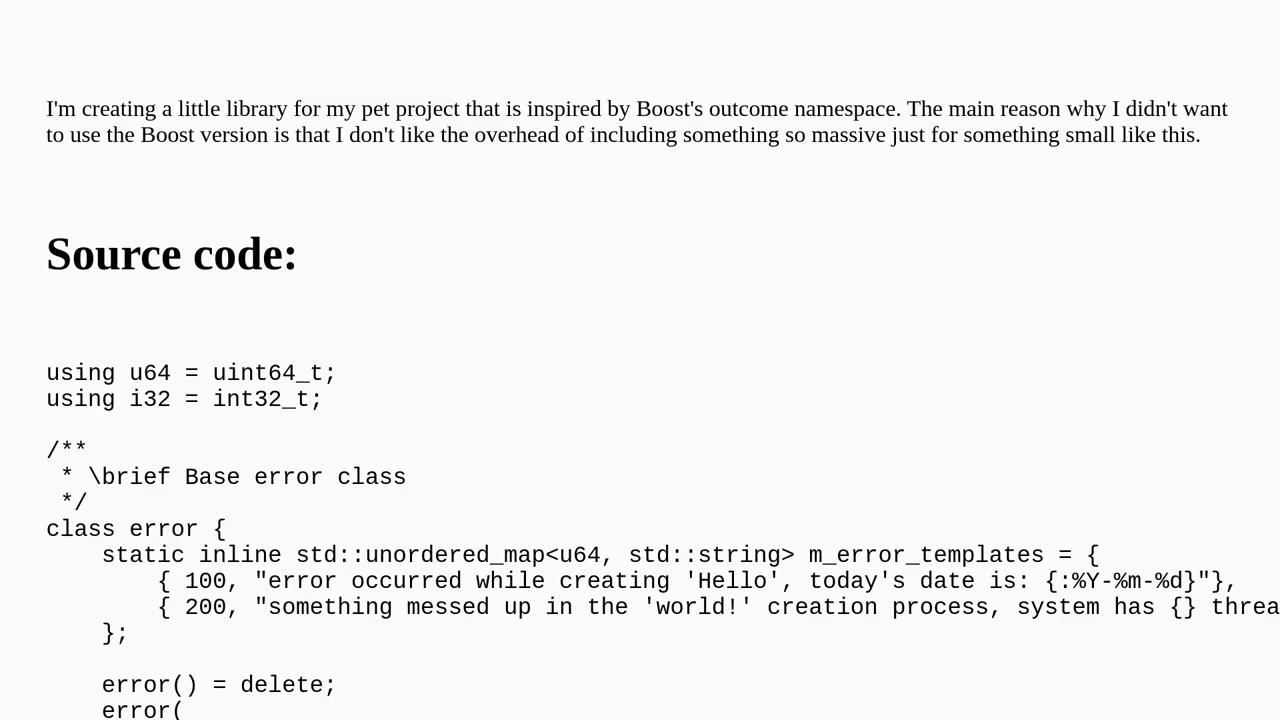 I'm creating a little library for my pet project that is inspired by Boost's outcome namespace. The main reason why I didn't want
to use the Boost version is that I don't like the overhead of including something so massive just for something small like this.
Source code:
using u64 = uint64_t;
using i32 = int32_t;
/**
 * \brief Base error class
 */
class error {
    static inline std::unordered_map<u64, std::string> m_error_templates = {
        { 100, "error occurred while creating 'Hello', today's date is: {:%Y-%m-%d}"},
        { 200, "something messed up in the 'world!' creation process, system has {} threa
    };
    error() = delete;
    error(